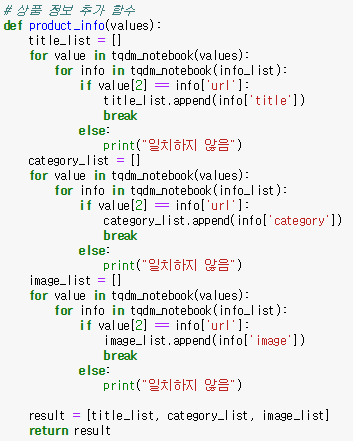 # 상품 정보 추가 함수
def product_info(values):
    title_list = []
    for value in tqdm_notebook(values):
        for info in tqdm_notebook(info_list):
            if value[2] == info['url']:
                title_list.append(info['title'])
                break
            else:
                print("일치하지 않음")
    category_list = []
    for value in tqdm_notebook(values):
        for info in tqdm_notebook(info_list):
            if value[2] == info['url']:
                category_list.append(info['category'])
                break
            else:
                print("일치하지 않음")
    image_list = []
    for value in tqdm_notebook(values):
        for info in tqdm_notebook(info_list):
            if value[2] == info['url']:
                image_list.append(info['image'])
                break
            else:
                print("일치하지 않음")

    result = [title_list, category_list, image_list]
    return result